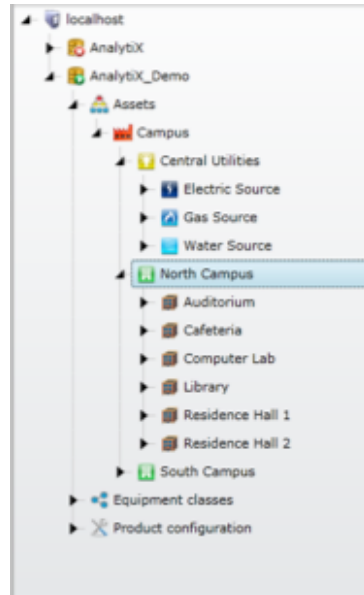 localhost
AnalytiX
AnalytiX_Demo
Assets
Campus
Central Utilities
Electric Source
Gas Source
Water Source
North Campus
Auditorium
Cafeteria
Computer Lab
Library
Residence Hall 1
Residence Hall 2
South Campus
Equipment classes
Product configuration